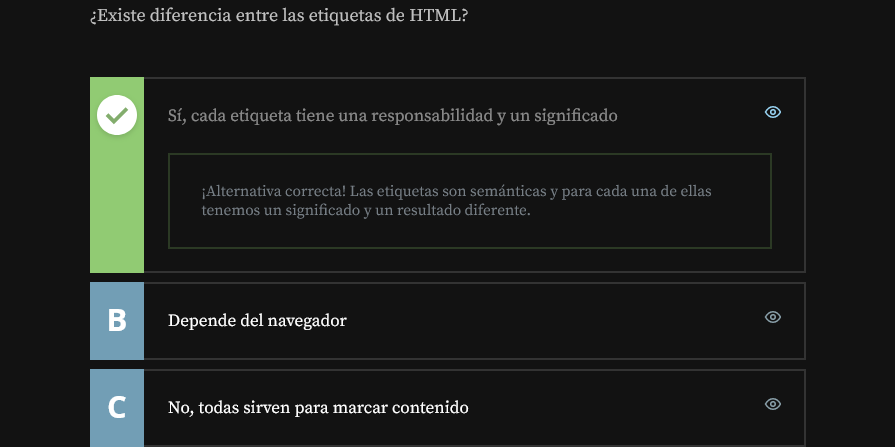 ¿Existe diferencia entre las etiquetas de HTML?
Sí, cada etiqueta tiene una responsabilidad y un significado
¡Alternativa correcta! Las etiquetas son semánticas y para cada una de ellas
tenemos un significado y un resultado diferente.
B
Depende del navegador
C
No, todas sirven para marcar contenido